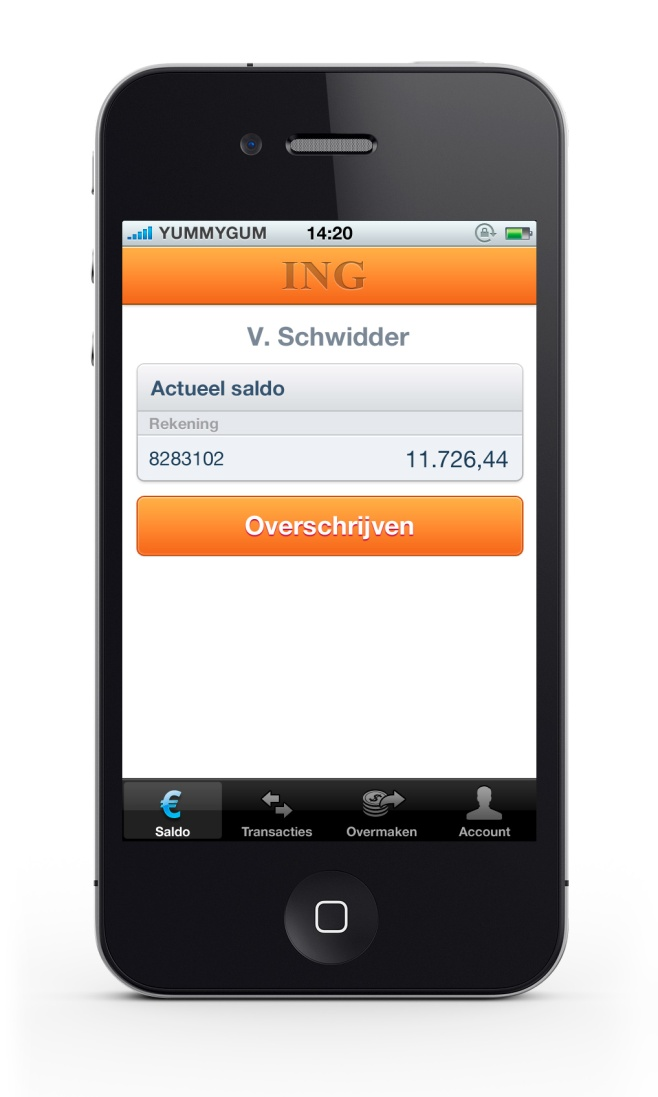 YUMMYGUM 14:20
ING
V. Schwidder
Actueel saldo
Rekening
8283102 11.726,44
Overschrijven
Saldo Transacties Overmaken Account